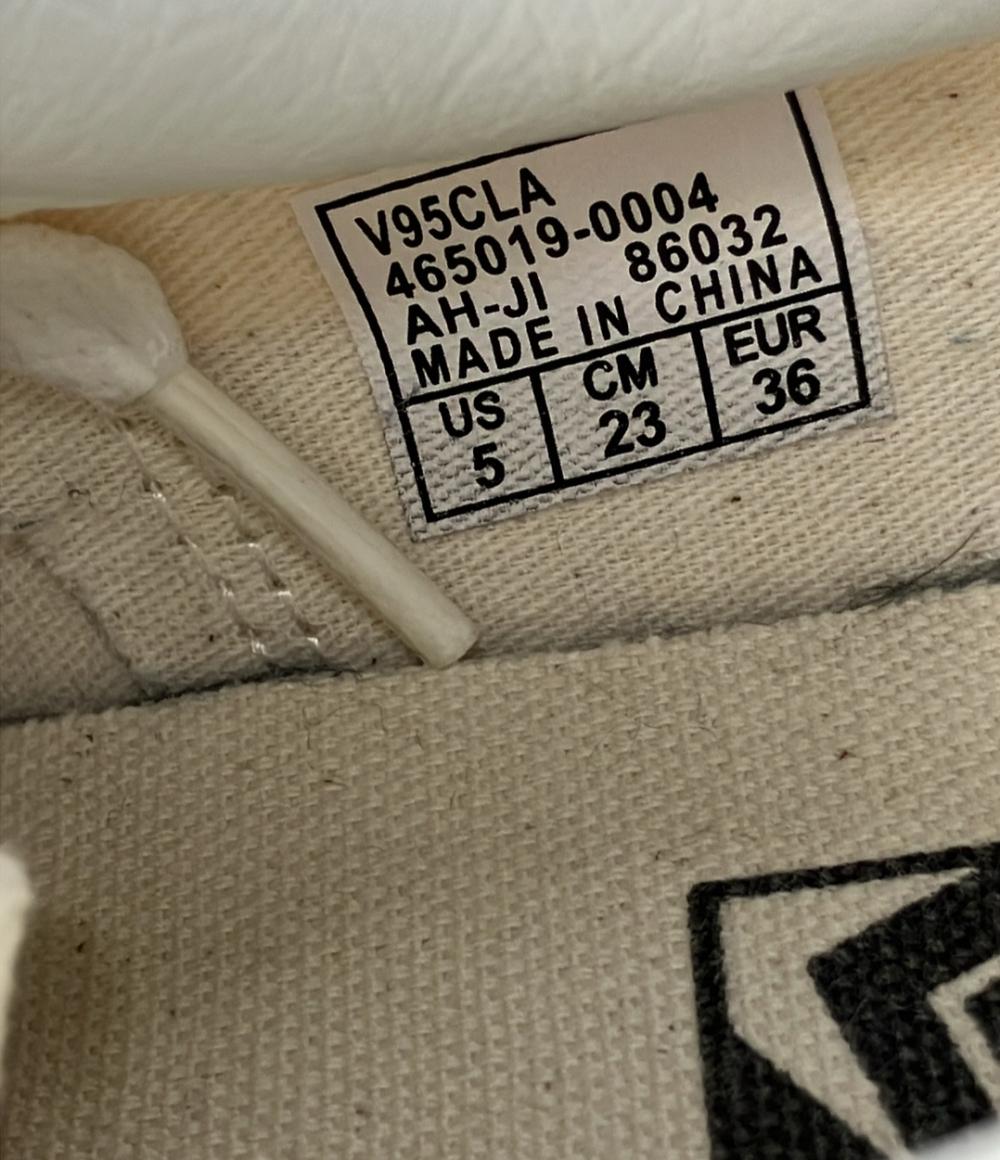 V95CLA
465019-0004
AH-JI 86032
MADE IN CHINA
US CM EUR
5 23 36